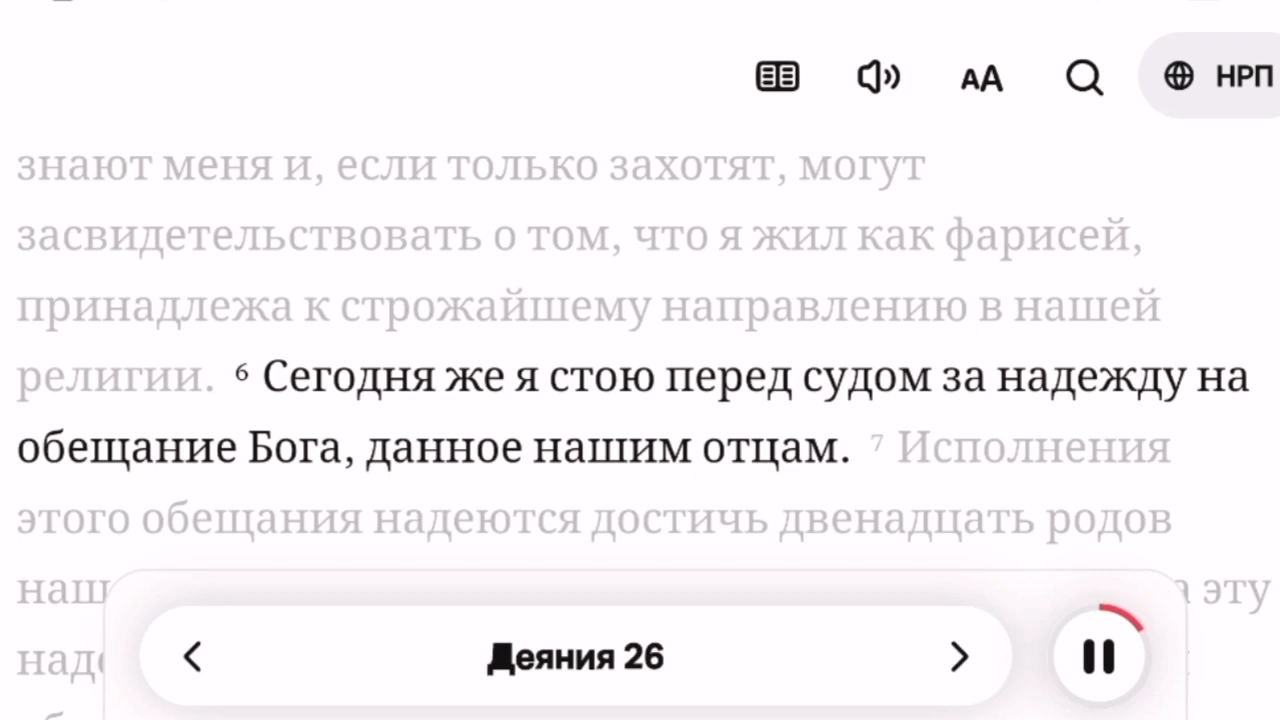 AA
НРП
знают меня и, если только захотят, могут
засвидетельствовать о том, что я жил как фарисей,
принадлежа к строжайшему направлению в нашей
религии. 6 Сегодня же я стою перед судом за надежду на
обещание Бога, данное нашим отцам. 7 Исполнения
этого обещания надеются достичь двенадцать родов
эту
Деяния 26